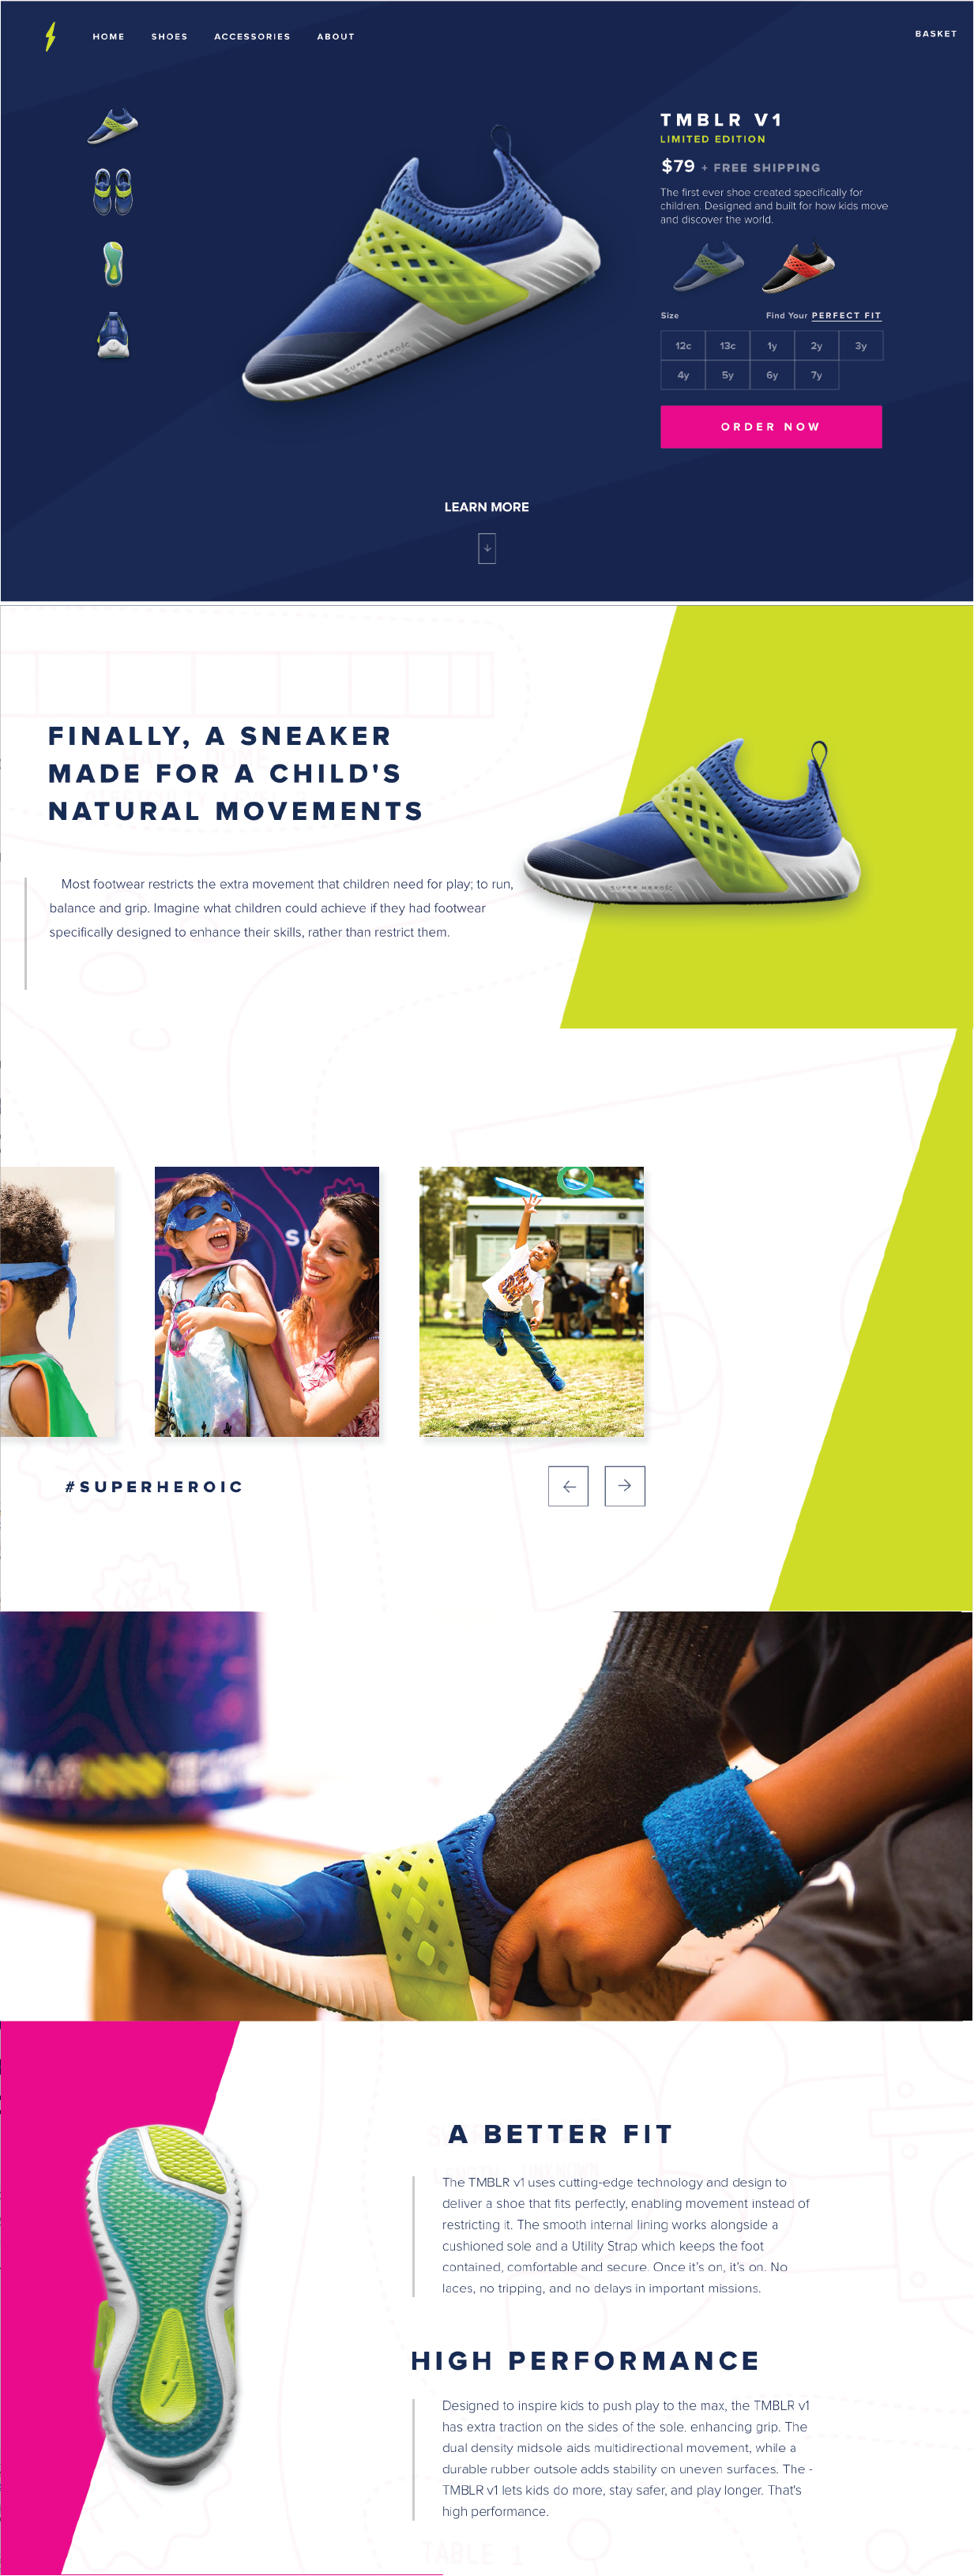 HOME SHOES ACCESSORIES ABOUT BASKET
TMBLR V1
LIMITED EDITION
$79 + FREE SHIPPING
The first ever shoe created specifically for
children. Designed and built for how kids move
and discover the world.
Size Find Your PERFECT FIT
12c 13c 1y 2y 3y
4y 5y 6y 7y
ORDER NOW
SUPER HEROIC
LEARN MORE
FINALLY, A SNEAKER
MADE FOR A CHILD'S
NATURAL MOVEMENTS
Most footwear restricts the extra movement that children need for play; to run,
balance and grip. Imagine what children could achieve if they had footwear
specifically designed to enhance their skills, rather than restrict them.
SUPER HEROIC
SU
#SUPERHEROIC
A BETTER FIT
The TMBLR v1 uses cutting-edge technology and design to
deliver a shoe that fits perfectly, enabling movement instead of
restricting it. The smooth internal lining works alongside a
cushioned sole and a Utility Strap which keeps the foot
contained, comfortable and secure. Once it's on, it's on. No
laces, no tripping, and no delays in important missions.
HIGH PERFORMANCE
Designed to inspire kids to push play to the max, the TMBLR v1
has extra traction on the sides of the sole. enhancing grip. The
dual density midsole aids multidirectional movement, while a
durable rubber outsole adds stability on uneven surfaces. The -
TMBLR v1 lets kids do more, stay safer, and play longer. That's
high performance.
TABLE 1